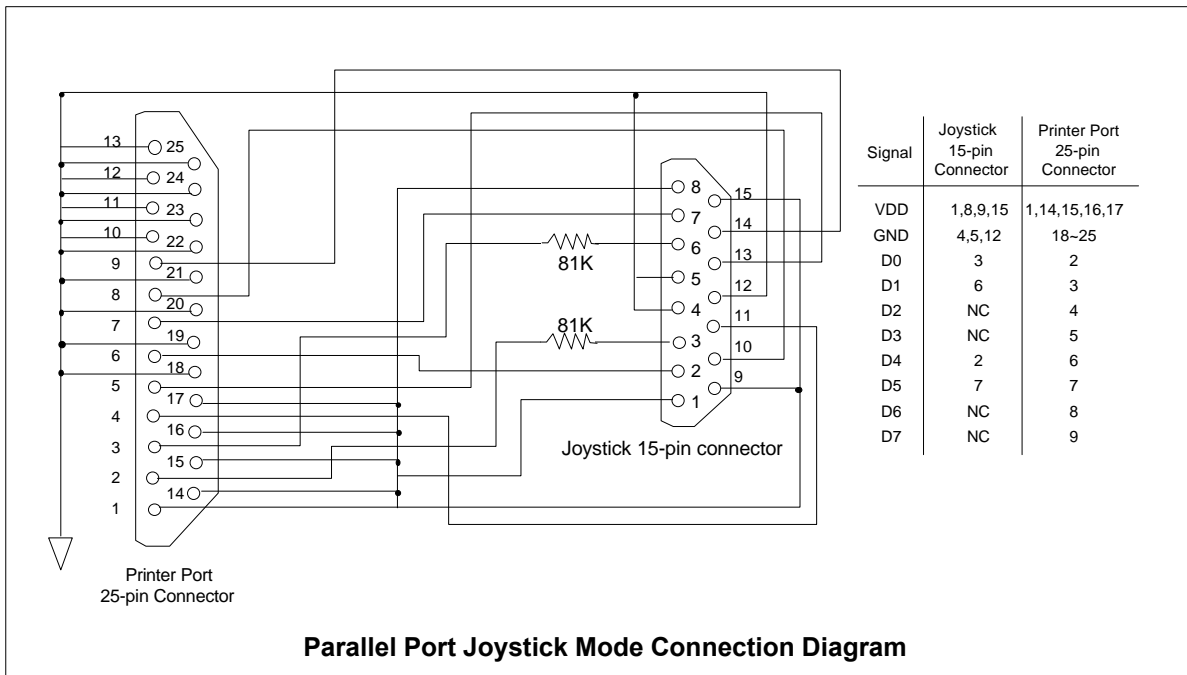 13
25
12
24
11
23
10
22
9
21
8
20
7
19
6
18
5
17
4
16
3
15
2
14
1
Printer Port
25-pin Connector
81K
81K
8
15
7
14
6
13
5
12
4
11
3
10
2
9
1
Joystick 15-pin connector
Signal
Joystick
15-pin
Connector
Printer Port
25-pin
Connector
VDD 1,8,9,15 1,14,15,16,17
GND 4,5,12 18~25
D0 3 2
D1 6 3
D2 NC 4
D3 NC 5
D4 2 6
D5 7 7
D6 NC 8
D7 NC 9
Parallel Port Joystick Mode Connection Diagram